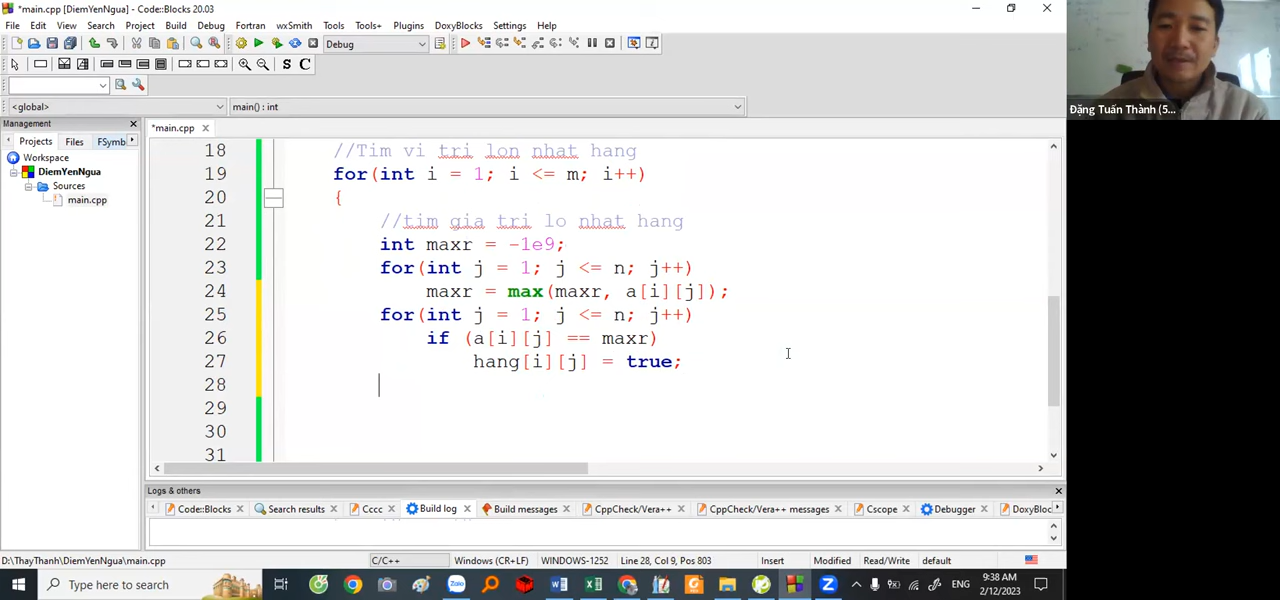 *main.cpp [DiemYenNgua] - Code::Blocks 20.03
File Edit View Search Project Build Debug Fortran wxSmith Tools Tools+ Plugins DoxyBlocks Settings Help
Debug
S C
<global> main() : int
Management
Projects Files FSymb
Workspace
DiemYenNgua
Sources
main.cpp
*main.cpp
18 //Tim vi tri lon nhat hang
19 for(int i = 1; i <= m; i++)
20 {
21 //tim gia tri lo nhat hang
22 int maxr = -1e9;
23 for(int j = 1; j <= n; j++)
24 maxr = max(maxr, a[i][j]);
25 for(int j = 1; j <= n; j++)
26 if (a[i][j] == maxr)
27 hang[i][j] = true;
28
29
30
31
Đặng Tuấn Thành (5...
Logs & others
Code::Blocks Search results Cccc Build log Build messages CppCheck/Vera++ CppCheck/Vera++ messages Cscope Debugger DoxyBloc
D:\ThayThanh\DiemYenNgua\main.cpp C/C++ Windows (CR+LF) WINDOWS-1252 Line 28, Col 9, Pos 803 Insert Modified Read/Write default
Type here to search
Zalo
ENG
9:38 AM
2/12/2023